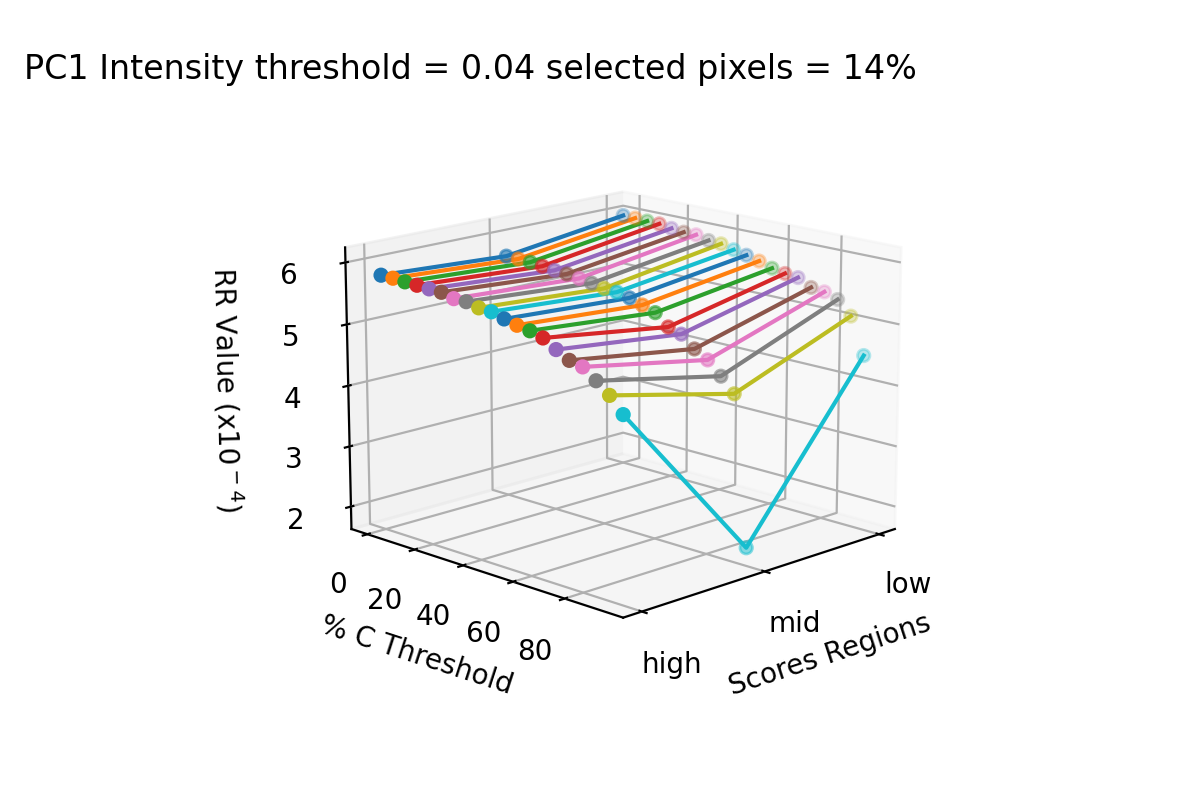 PC1 Intensity threshold = 0.04 selected pixels = 14%
RR Value (x10⁻⁴)
6
5
4
3
2
0
20
40
60
80
% C Threshold
high
mid
low
Scores Regions